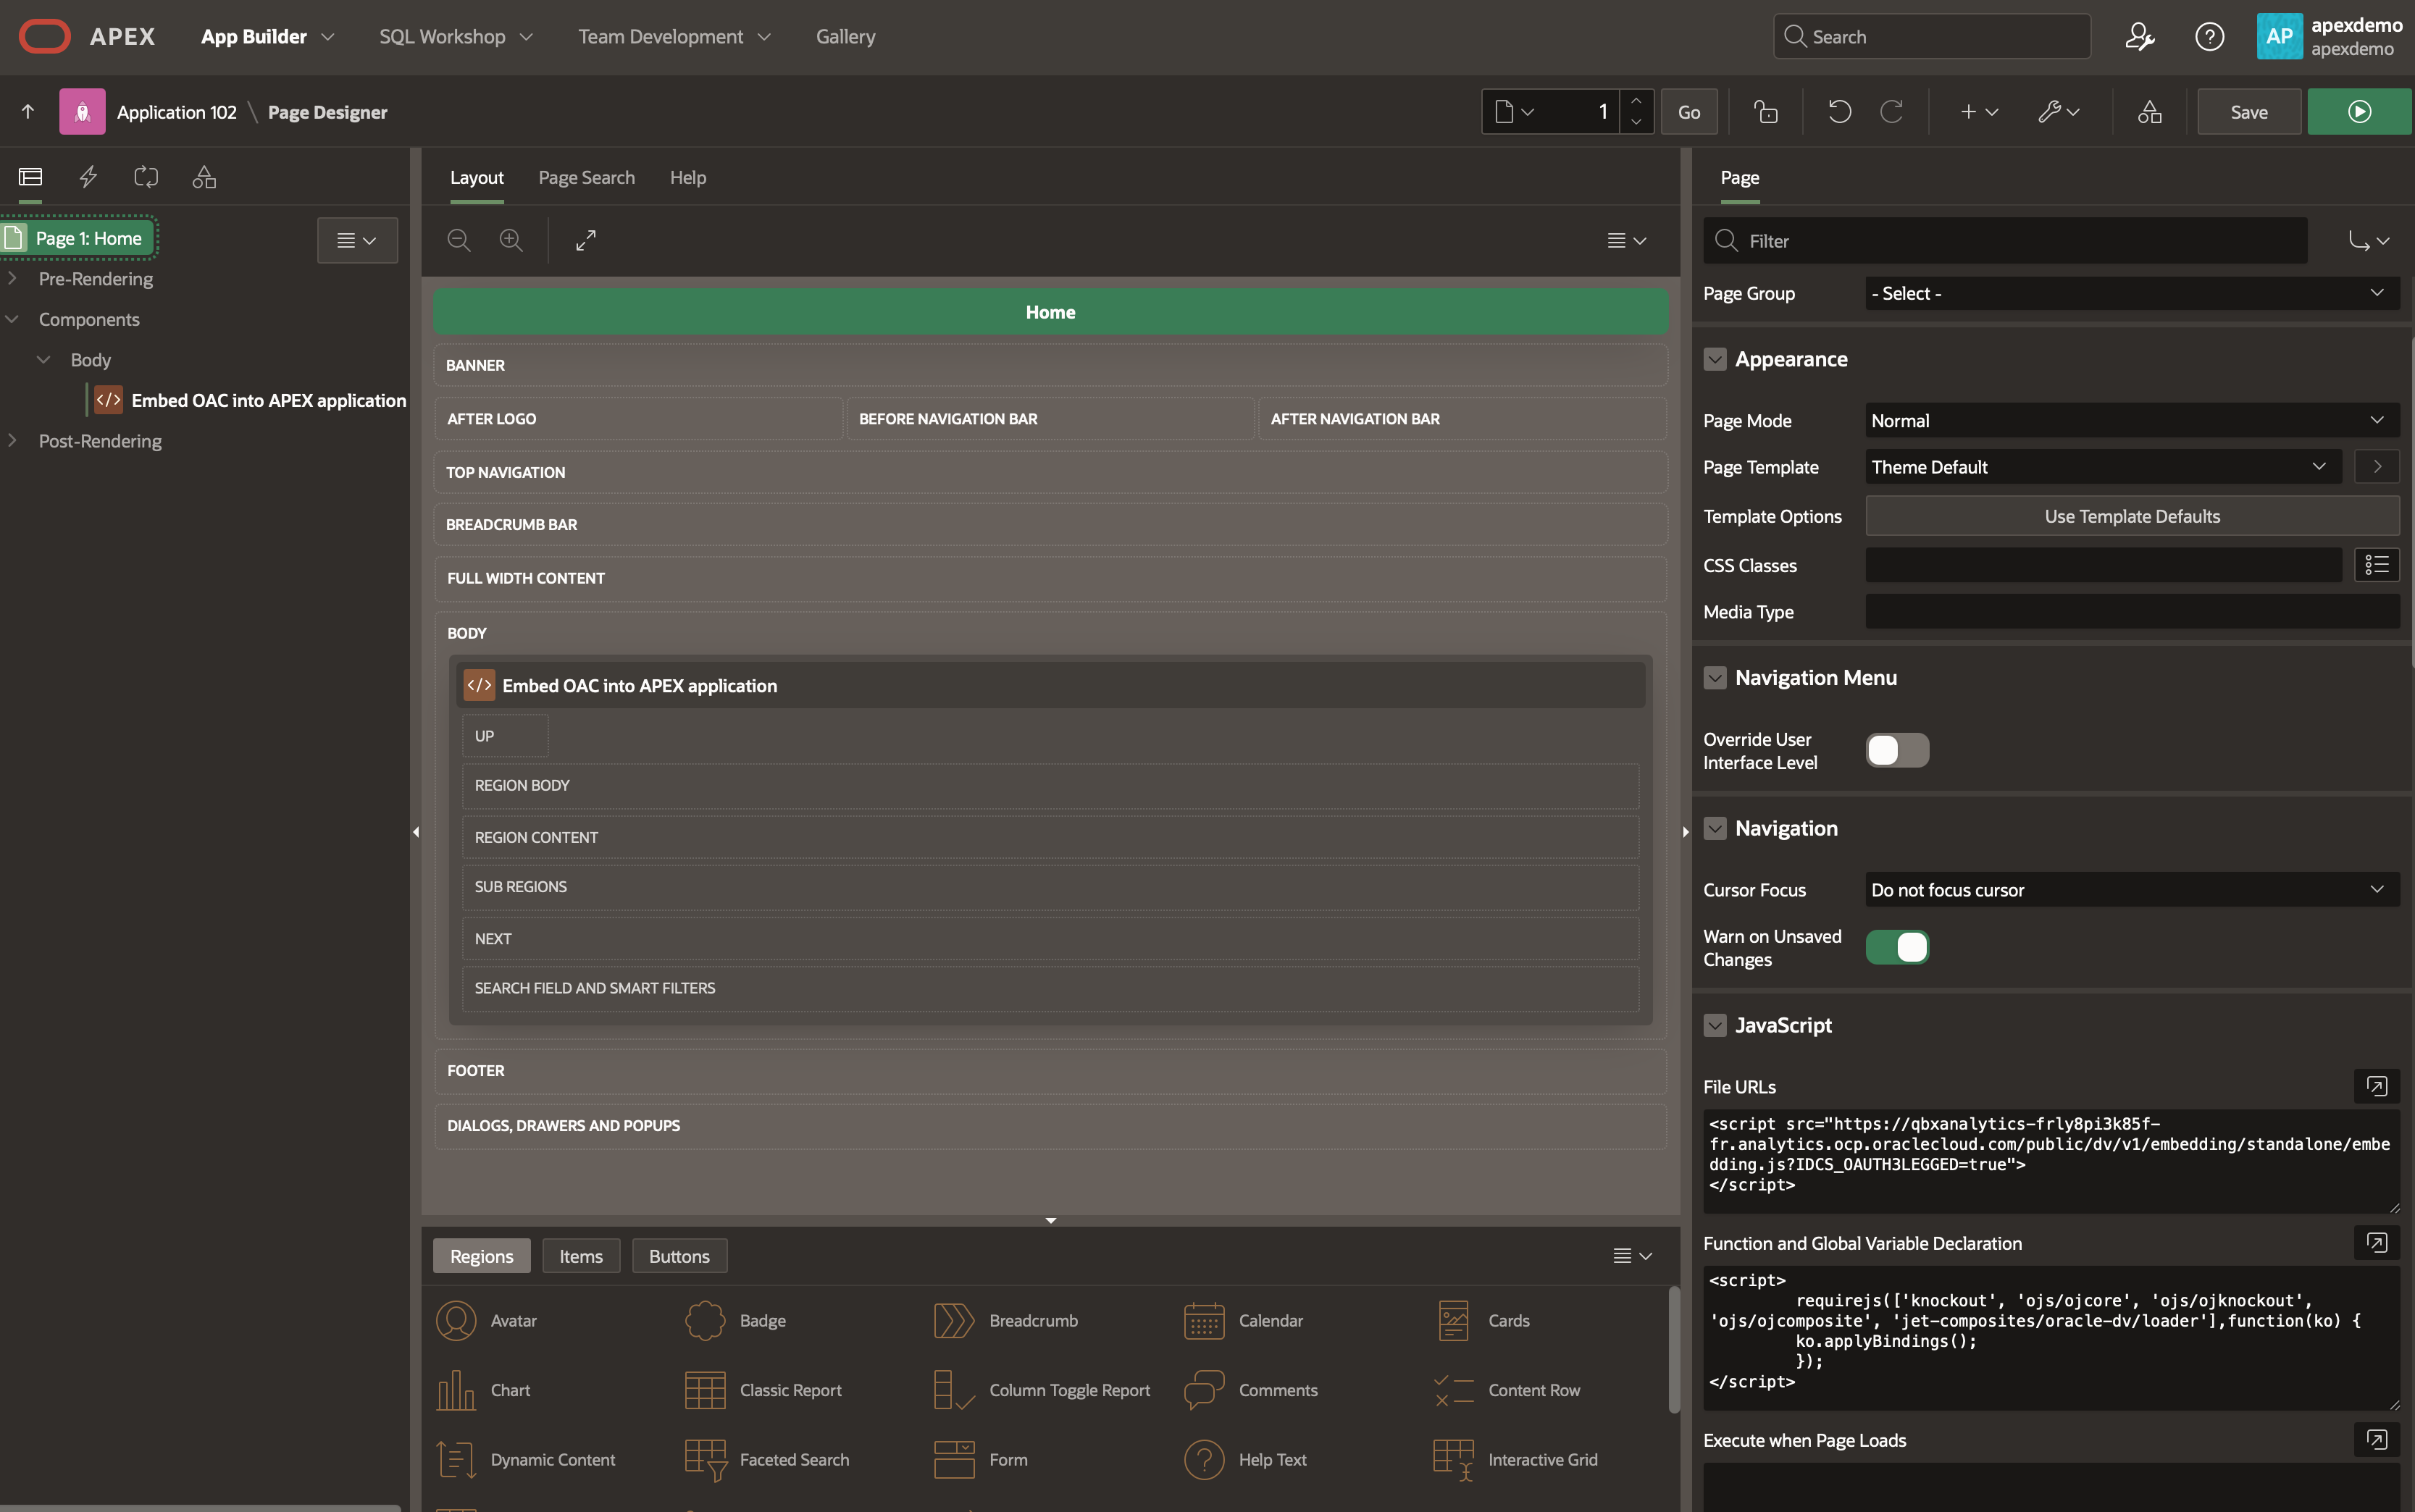 APEX
App Builder
SQL Workshop
Team Development
Gallery
Search
AP
apexdemo
apexdemo
Application 102 \ Page Designer
1
Go
Save
Page 1: Home
Pre-Rendering
Components
Body
</> Embed OAC into APEX application
Post-Rendering
Layout
Page Search
Help
Home
BANNER
AFTER LOGO
BEFORE NAVIGATION BAR
AFTER NAVIGATION BAR
TOP NAVIGATION
BREADCRUMB BAR
FULL WIDTH CONTENT
BODY
</> Embed OAC into APEX application
UP
REGION BODY
REGION CONTENT
SUB REGIONS
NEXT
SEARCH FIELD AND SMART FILTERS
FOOTER
DIALOGS, DRAWERS AND POPUPS
Regions
Items
Buttons
Avatar
Badge
Breadcrumb
Calendar
Cards
Chart
Classic Report
Column Toggle Report
Comments
Content Row
Dynamic Content
Faceted Search
Form
Help Text
Interactive Grid
Page
Filter
Page Group
- Select -
Appearance
Page Mode
Normal
Page Template
Theme Default
Template Options
Use Template Defaults
CSS Classes
Media Type
Navigation Menu
Override User
Interface Level
Navigation
Cursor Focus
Do not focus cursor
Warn on Unsaved
Changes
JavaScript
File URLs
<script src="https://qbxanalytics-frly8pi3k85f-
fr.analytics.ocp.oraclecloud.com/public/dv/v1/embedding/standalone/embe
dding.js?IDCS_OAUTH3LEGGED=true">
</script>
Function and Global Variable Declaration
<script>
requirejs(['knockout', 'ojs/ojcore', 'ojs/ojknockout',
'ojs/ojcomposite', 'jet-composites/oracle-dv/loader'],function(ko) {
ko.applyBindings();
});
</script>
Execute when Page Loads